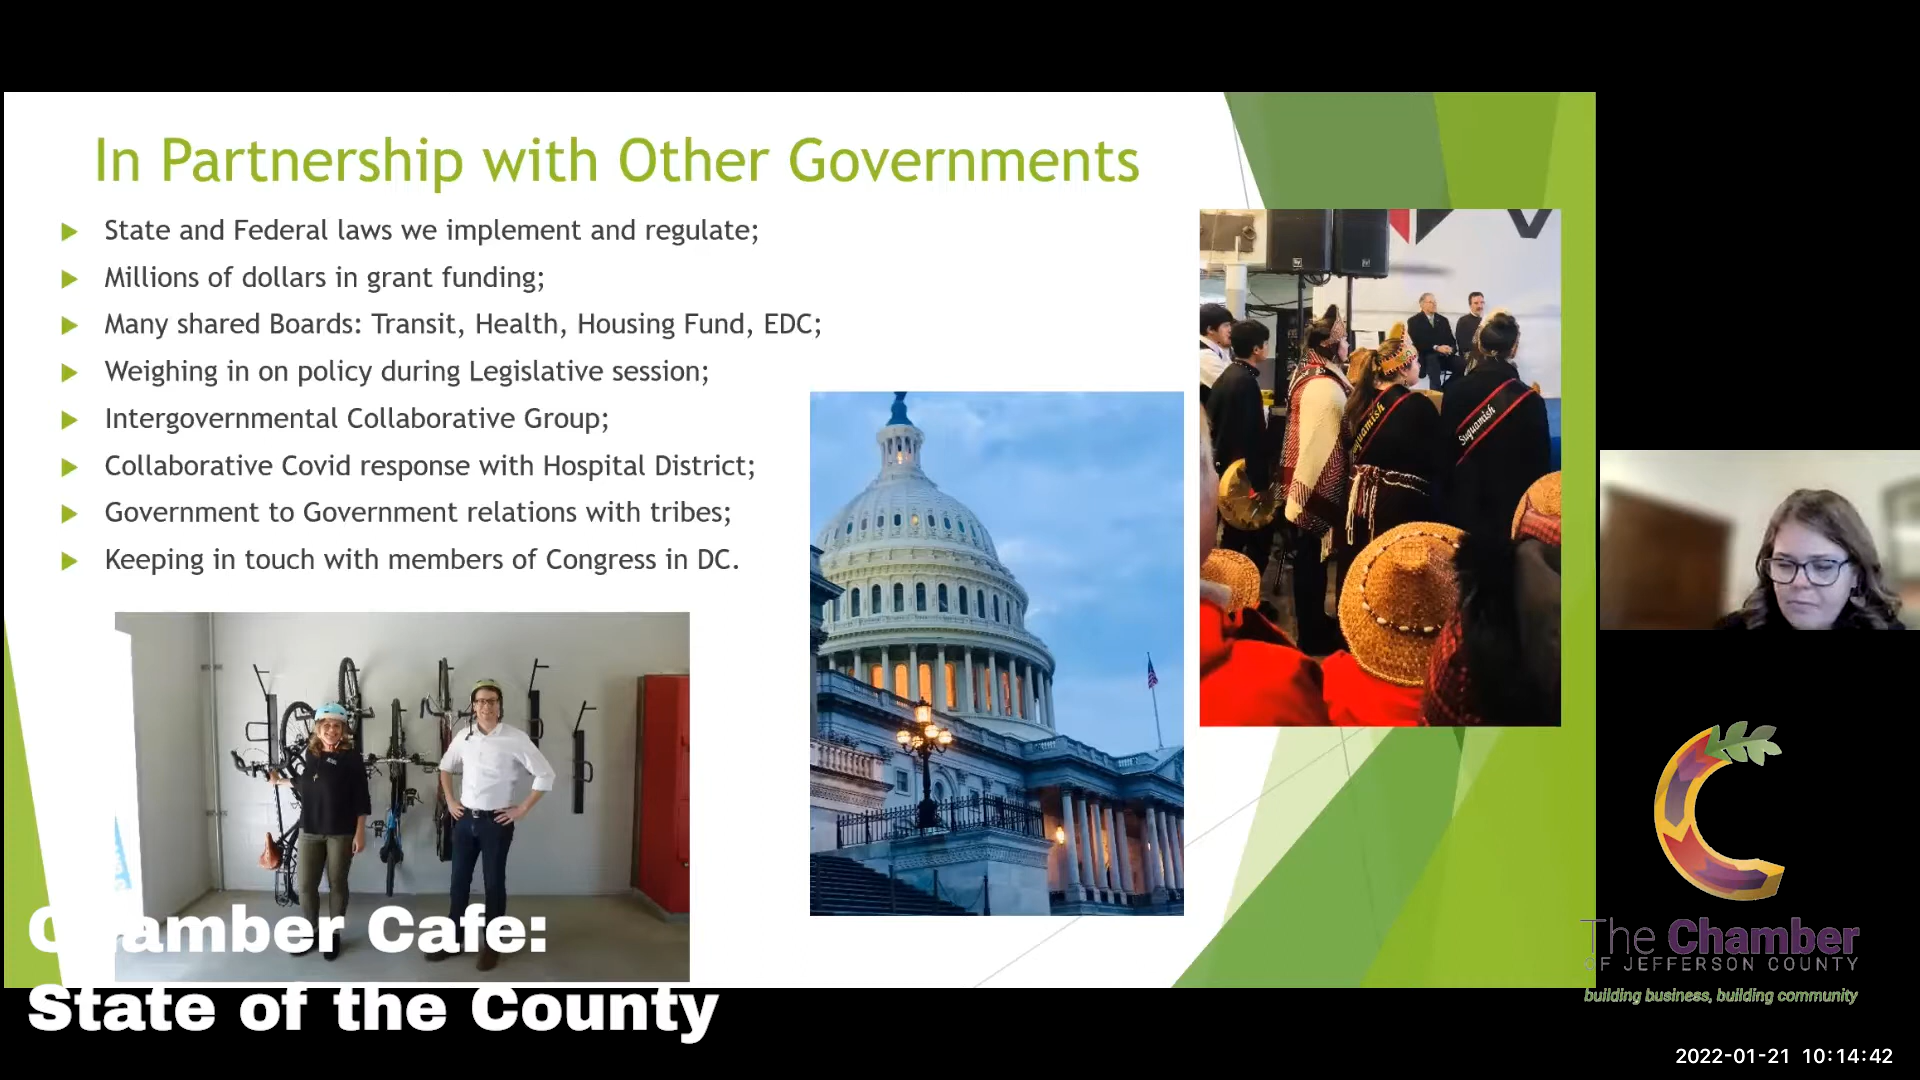 In Partnership with Other Governments
State and Federal laws we implement and regulate;
Millions of dollars in grant funding;
Many shared Boards: Transit, Health, Housing Fund, EDC;
Weighing in on policy during Legislative session;
Intergovernmental Collaborative Group;
Collaborative Covid response with Hospital District;
Government to Government relations with tribes;
Keeping in touch with members of Congress in DC.
Suquamish
Chamber Cafe:
State of the County
The Chamber
OF JEFFERSON COUNTY
building business, building community
2022-01-21 10:14:42